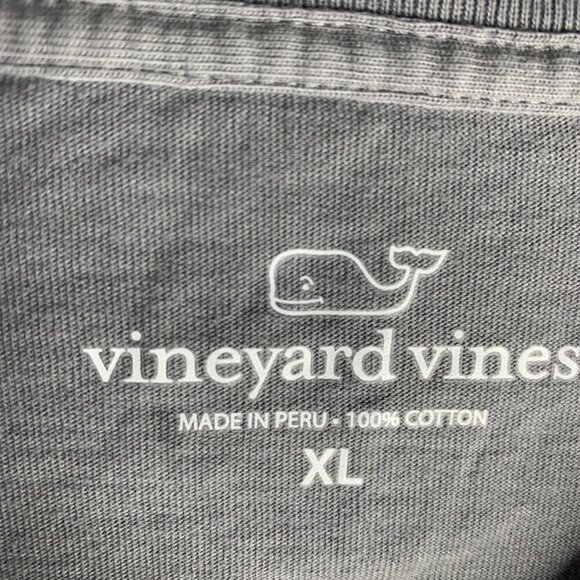 vineyard vines
MADE IN PERU • 100% COTTON
XL